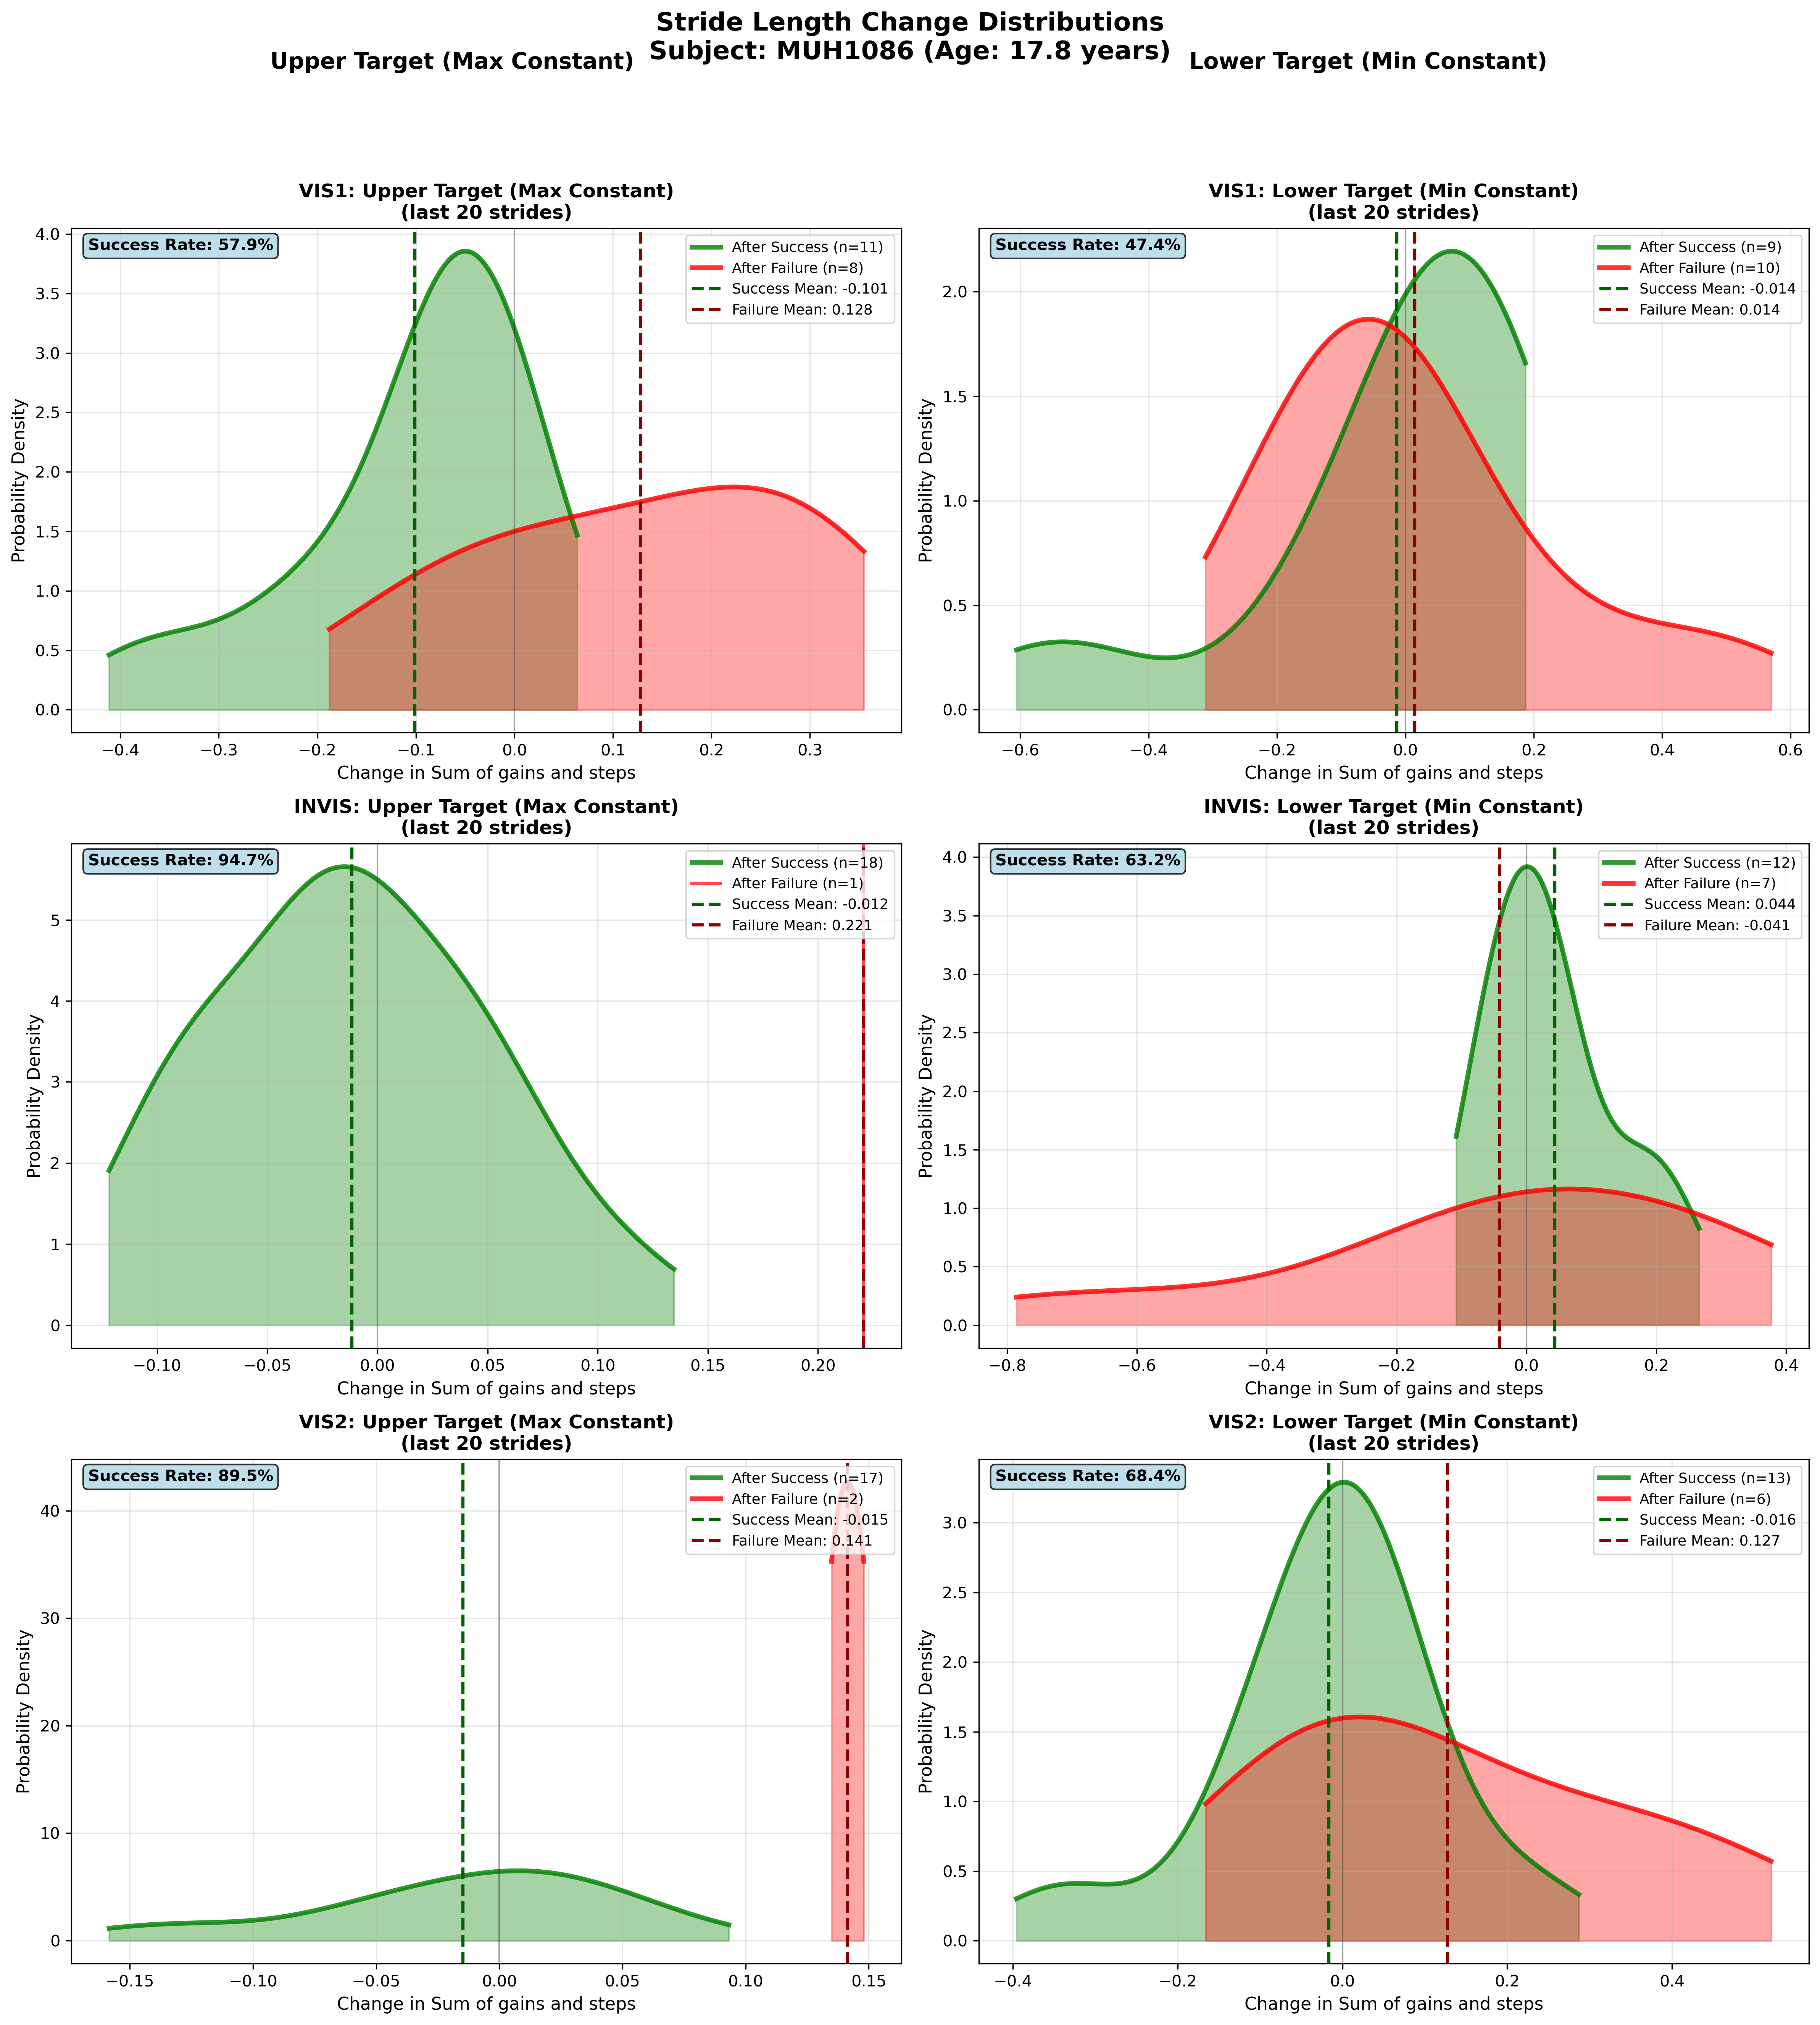 Stride Length Change Distributions
Subject: MUH1086 (Age: 17.8 years)
Upper Target (Max Constant)
Lower Target (Min Constant)
VIS1: Upper Target (Max Constant)
(last 20 strides)
Success Rate: 57.9%
After Success (n=11)
After Failure (n=8)
Success Mean: -0.101
Failure Mean: 0.128
Probability Density
4.0
3.5
3.0
2.5
2.0
1.5
1.0
0.5
0.0
−0.4
−0.3
−0.2
−0.1
0.0
0.1
0.2
0.3
Change in Sum of gains and steps
VIS1: Lower Target (Min Constant)
(last 20 strides)
Success Rate: 47.4%
After Success (n=9)
After Failure (n=10)
Success Mean: -0.014
Failure Mean: 0.014
Probability Density
2.0
1.5
1.0
0.5
0.0
−0.6
−0.4
−0.2
0.0
0.2
0.4
0.6
Change in Sum of gains and steps
INVIS: Upper Target (Max Constant)
(last 20 strides)
Success Rate: 94.7%
After Success (n=18)
After Failure (n=1)
Success Mean: -0.012
Failure Mean: 0.221
Probability Density
5
4
3
2
1
0
−0.10
−0.05
0.00
0.05
0.10
0.15
0.20
Change in Sum of gains and steps
INVIS: Lower Target (Min Constant)
(last 20 strides)
Success Rate: 63.2%
After Success (n=12)
After Failure (n=7)
Success Mean: 0.044
Failure Mean: -0.041
Probability Density
4.0
3.5
3.0
2.5
2.0
1.5
1.0
0.5
0.0
−0.8
−0.6
−0.4
−0.2
0.0
0.2
0.4
Change in Sum of gains and steps
VIS2: Upper Target (Max Constant)
(last 20 strides)
Success Rate: 89.5%
After Success (n=17)
After Failure (n=2)
Success Mean: -0.015
Failure Mean: 0.141
Probability Density
40
30
20
10
0
−0.15
−0.10
−0.05
0.00
0.05
0.10
0.15
Change in Sum of gains and steps
VIS2: Lower Target (Min Constant)
(last 20 strides)
Success Rate: 68.4%
After Success (n=13)
After Failure (n=6)
Success Mean: -0.016
Failure Mean: 0.127
Probability Density
3.0
2.5
2.0
1.5
1.0
0.5
0.0
−0.4
−0.2
0.0
0.2
0.4
Change in Sum of gains and steps